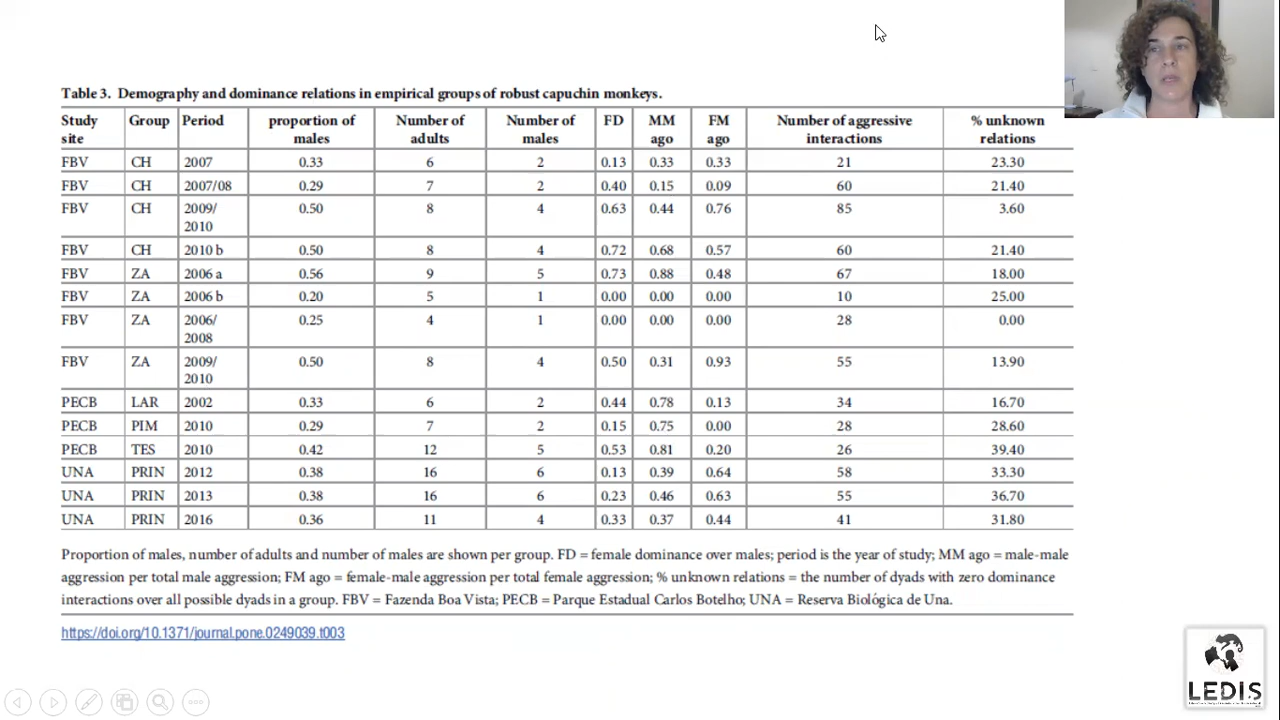 Table 3. Demography and dominance relations in empirical groups of robust capuchin monkeys.
Study site Group Period proportion of males Number of adults Number of males FD MM ago FM ago Number of aggressive interactions % unknown relations
FBV CH 2007 0.33 6 2 0.13 0.33 0.33 21 23.30
FBV CH 2007/08 0.29 7 2 0.40 0.15 0.09 60 21.40
FBV CH 2009/2010 0.50 8 4 0.63 0.44 0.76 85 3.60
FBV CH 2010 b 0.50 8 4 0.72 0.68 0.57 60 21.40
FBV ZA 2006 a 0.56 9 5 0.73 0.88 0.48 67 18.00
FBV ZA 2006 b 0.20 5 1 0.00 0.00 0.00 10 25.00
FBV ZA 2006/2008 0.25 4 1 0.00 0.00 0.00 28 0.00
FBV ZA 2009/2010 0.50 8 4 0.50 0.31 0.93 55 13.90
PECB LAR 2002 0.33 6 2 0.44 0.78 0.13 34 16.70
PECB PIM 2010 0.29 7 2 0.15 0.75 0.00 28 28.60
PECB TES 2010 0.42 12 5 0.53 0.81 0.20 26 39.40
UNA PRIN 2012 0.38 16 6 0.13 0.39 0.64 58 33.30
UNA PRIN 2013 0.38 16 6 0.23 0.46 0.63 55 36.70
UNA PRIN 2016 0.36 11 4 0.33 0.37 0.44 41 31.80
Proportion of males, number of adults and number of males are shown per group. FD = female dominance over males; period is the year of study; MM ago = male-male
aggression per total male aggression; FM ago = female-male aggression per total female aggression; % unknown relations = the number of dyads with zero dominance
interactions over all possible dyads in a group. FBV = Fazenda Boa Vista; PECB = Parque Estadual Carlos Botelho; UNA = Reserva Biológica de Una.
https://doi.org/10.1371/journal.pone.0249039.t003
LEDIS